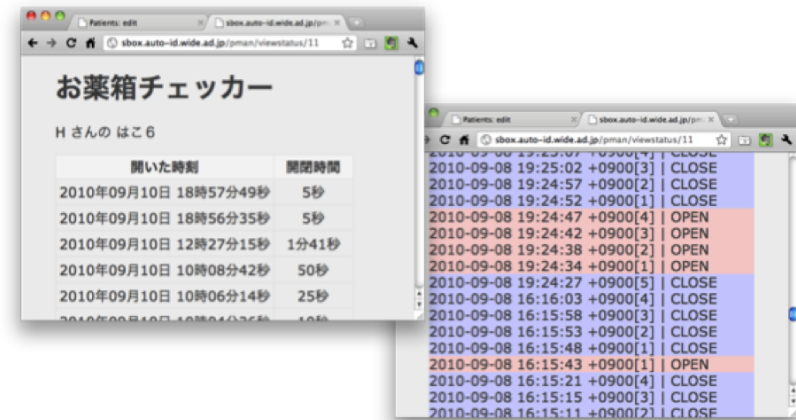 Patients: edit
sbox.auto-id.wide.ad.jp/pm
sbox.auto-id.wide.ad.jp/pman/viewstatus/11
お薬箱チェッカー
H さんの はこ6
開いた時刻 開閉時間
2010年09月10日 18時57分49秒 5秒
2010年09月10日 18時56分35秒 5秒
2010年09月10日 12時27分15秒 1分41秒
2010年09月10日 10時08分42秒 50秒
2010年09月10日 10時06分14秒 25秒
Patients: edit
sbox.auto-id.wide.ad.jp/pm
sbox.auto-id.wide.ad.jp/pman/viewstatus/11
2010-09-08 19:25:02 +0900[3] | CLOSE
2010-09-08 19:24:57 +0900[2] | CLOSE
2010-09-08 19:24:52 +0900[1] | CLOSE
2010-09-08 19:24:47 +0900[4] | OPEN
2010-09-08 19:24:42 +0900[3] | OPEN
2010-09-08 19:24:38 +0900[2] | OPEN
2010-09-08 19:24:34 +0900[1] | OPEN
2010-09-08 19:24:27 +0900[5] | CLOSE
2010-09-08 16:16:03 +0900[4] | CLOSE
2010-09-08 16:15:58 +0900[3] | CLOSE
2010-09-08 16:15:53 +0900[2] | CLOSE
2010-09-08 16:15:48 +0900[1] | CLOSE
2010-09-08 16:15:43 +0900[1] | OPEN
2010-09-08 16:15:21 +0900[4] | CLOSE
2010-09-08 16:15:15 +0900[3] | CLOSE
2010-09-08 16:15:11 +0900[2] | CLOSE